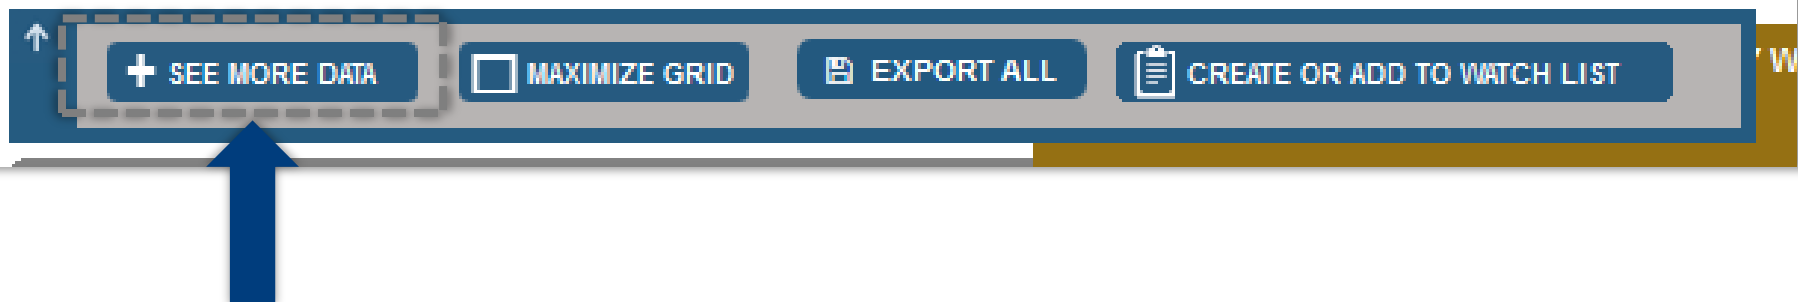 SEE MORE DATA MAXIMIZE GRID EXPORT ALL CREATE OR ADD TO WATCH LIST